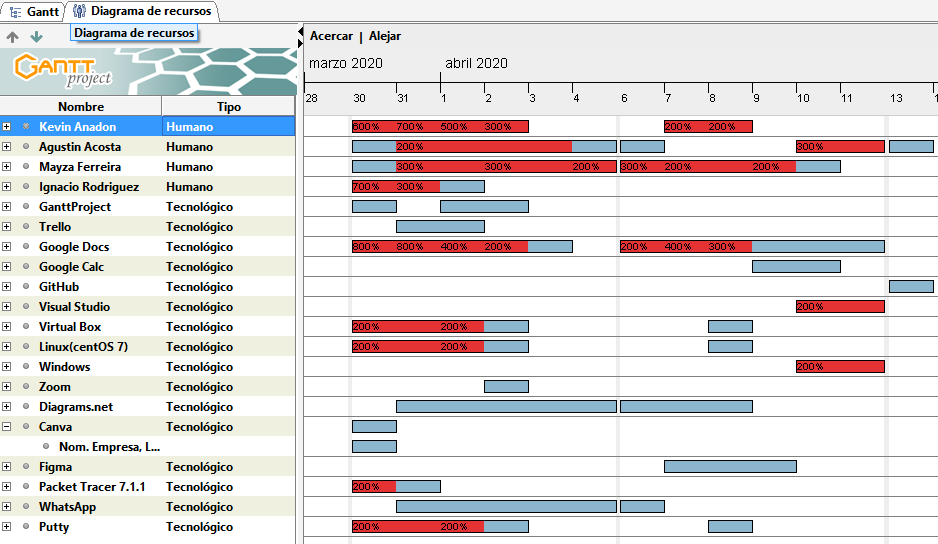 Gantt Diagrama de recursos
Diagrama de recursos
Acercar | Alejar
GANTT project
marzo 2020 abril 2020
Nombre Tipo
28 30 31 1 2 3 4 6 7 8 9 10 11 13 1
Kevin Anadon Humano 600% 700% 500% 300% 200% 200%
Agustin Acosta Humano 200% 300%
Mayza Ferreira Humano 300% 300% 200% 300% 200% 200% 200%
Ignacio Rodriguez Humano 700% 300%
GanttProject Tecnológico
Trello Tecnológico
Google Docs Tecnológico 800% 800% 400% 200% 200% 400% 300%
Google Calc Tecnológico
GitHub Tecnológico
Visual Studio Tecnológico 200%
Virtual Box Tecnológico 200% 200%
Linux(centOS 7) Tecnológico 200% 200%
Windows Tecnológico 200%
Zoom Tecnológico
Diagrams.net Tecnológico
Canva Tecnológico
Nom. Empresa, L...
Figma Tecnológico
Packet Tracer 7.1.1 Tecnológico 200%
WhatsApp Tecnológico
Putty Tecnológico 200% 200%